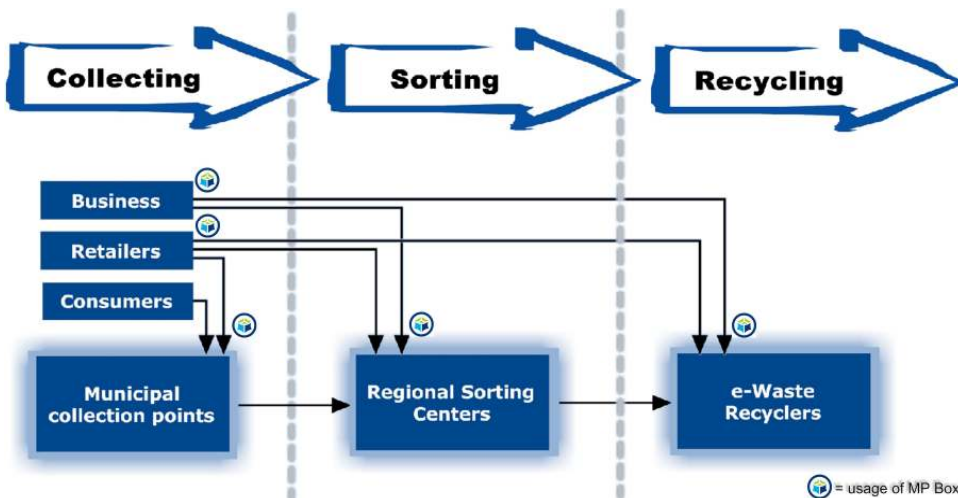 Collecting
Sorting
Recycling
Business
Retailers
Consumers
Municipal
collection points
Regional Sorting
Centers
e-Waste
Recyclers
= usage of MP Box